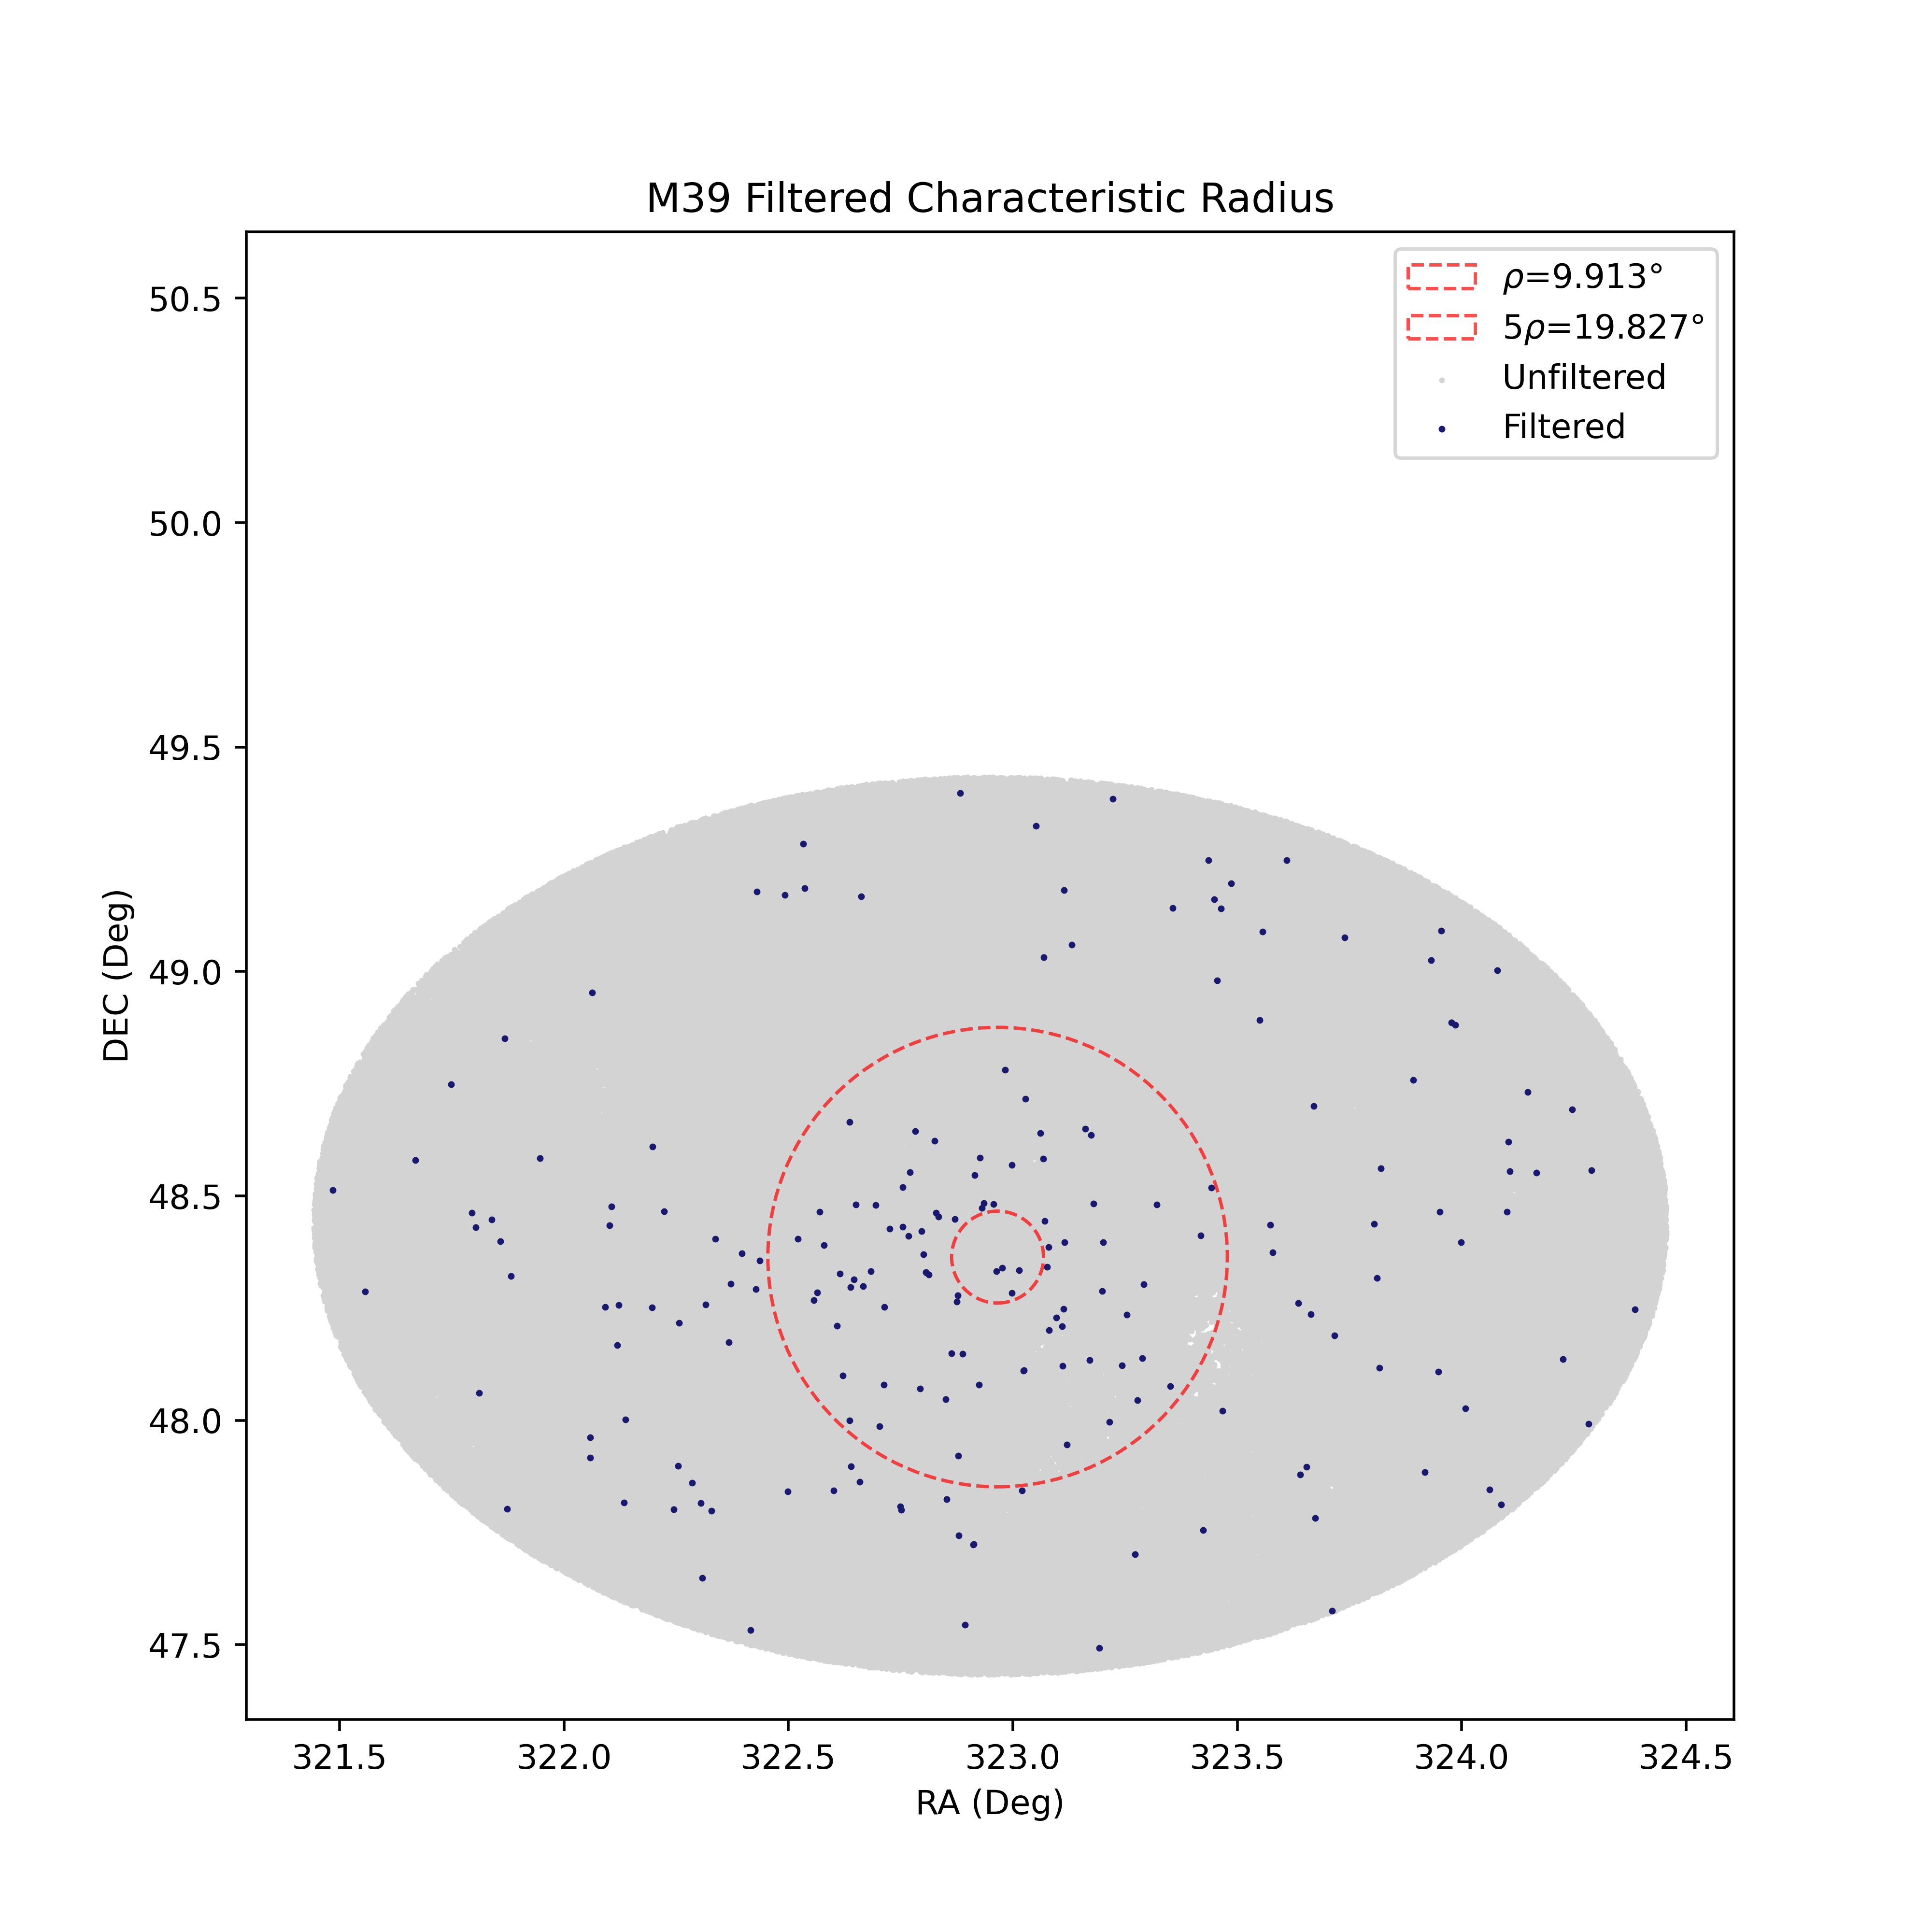 M39 Filtered Characteristic Radius
ρ=9.913°
5ρ=19.827°
Unfiltered
Filtered
50.5
50.0
49.5
49.0
48.5
48.0
47.5
DEC (Deg)
321.5 322.0 322.5 323.0 323.5 324.0 324.5
RA (Deg)